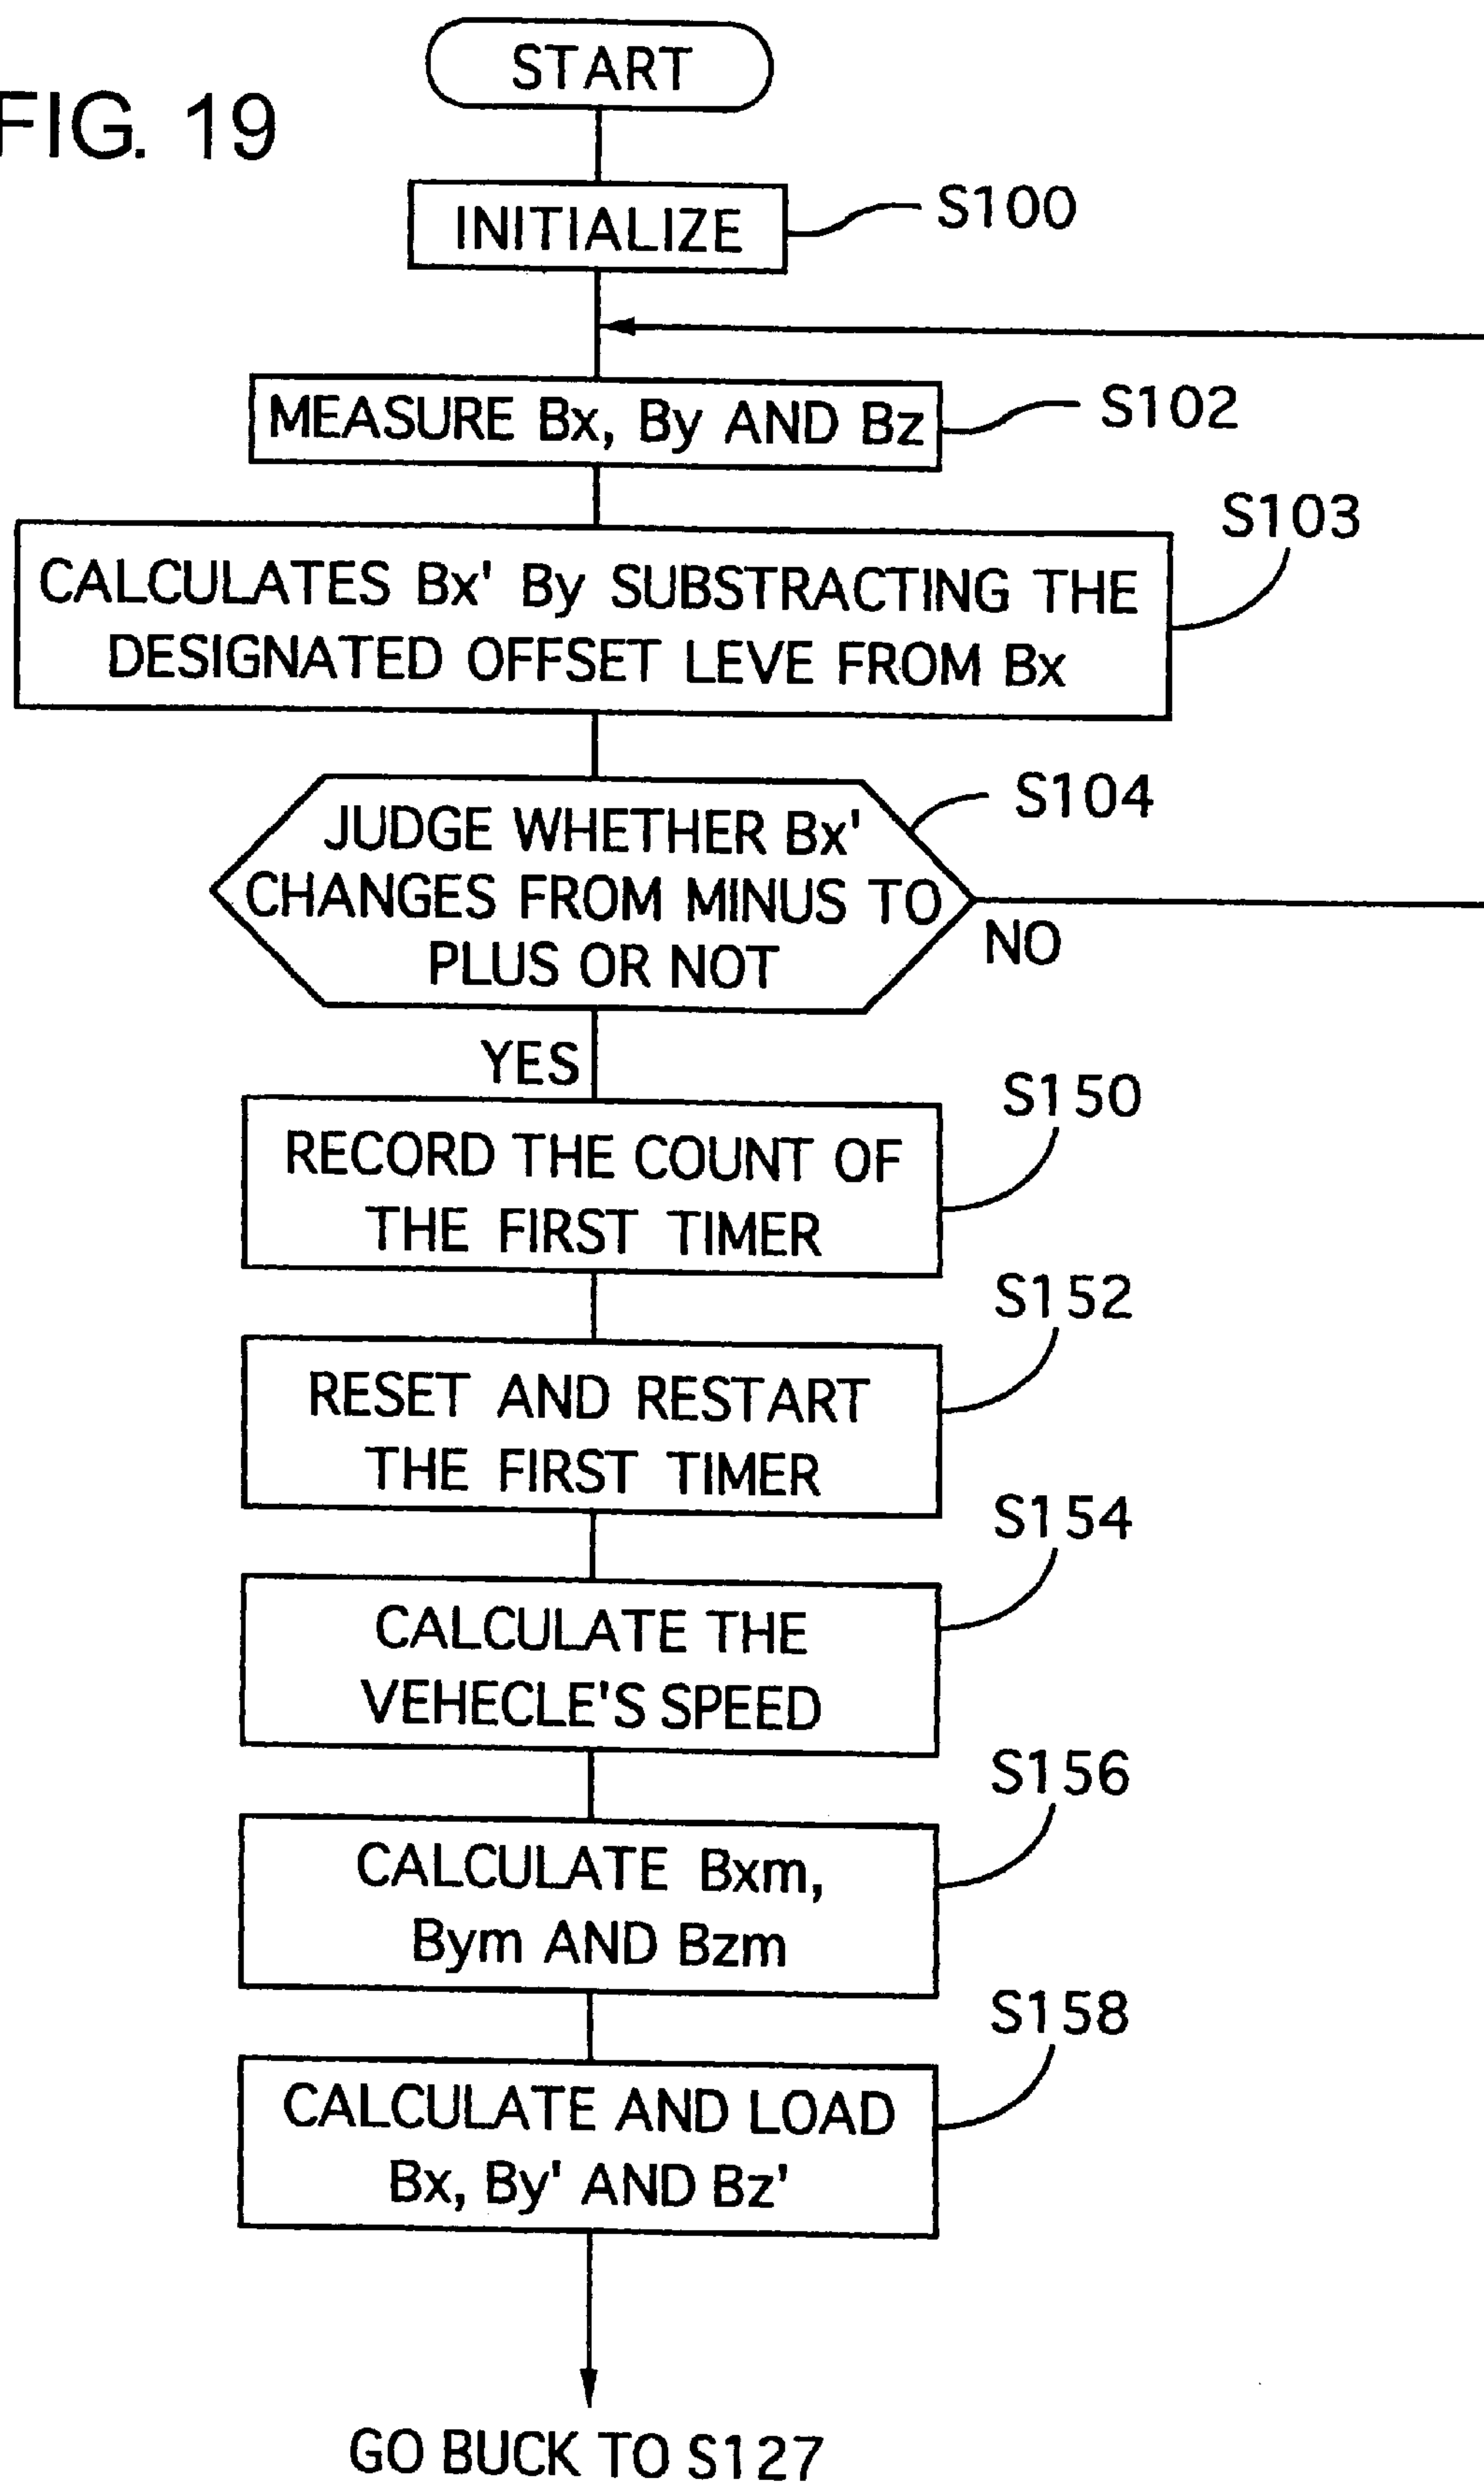 FIG. 19
START
INITIALIZE
S100
MEASURE Bx, By AND Bz
S102
S103
CALCULATES Bx' By SUBSTRACTING THE
DESIGNATED OFFSET LEVE FROM Bx
S104
JUDGE WHETHER Bx'
CHANGES FROM MINUS TO
PLUS OR NOT
NO
YES
S150
RECORD THE COUNT OF
THE FIRST TIMER
S152
RESET AND RESTART
THE FIRST TIMER
S154
CALCULATE THE
VEHECLE'S SPEED
S156
CALCULATE Bxm,
Bym AND Bzm
S158
CALCULATE AND LOAD
Bx, By' AND Bz'
GO BUCK TO S127